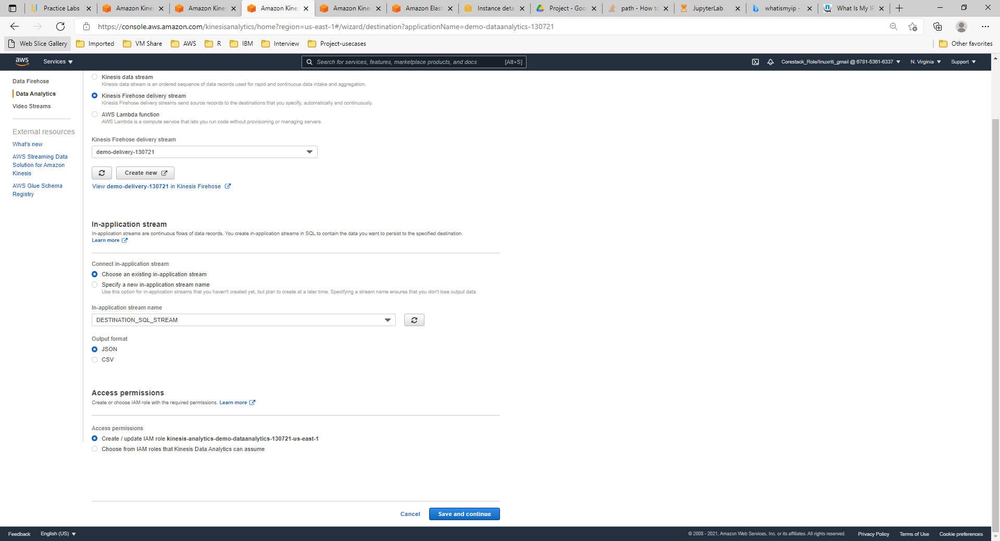 Practice Labs
Amazon Kine
Amazon Kine
Amazon Kine
Amazon Kine
Amazon Elast
Instance deta
Project - Goo
path - How to
JupyterLab
whatismyip -
What Is My IP
https://console.aws.amazon.com/kinesisanalytics/home?region=us-east-1#/wizard/destination?applicationName=demo-dataanalytics-130721
Web Slice Gallery
Imported
VM Share
AWS
R
IBM
Interview
Project-usecases
Other favorites
aws
Services
Search for services, features, marketplace products, and docs
[Alt+S]
Corestack_Role/linuxriti_gmail @ 6781-5361-6337
N. Virginia
Support
Data Firehose
Data Analytics
Video Streams
External resources
What's new
AWS Streaming Data
Solution for Amazon
Kinesis
AWS Glue Schema
Registry
Kinesis data stream
Kinesis data stream is an ordered sequence of data records used for rapid and continuous data intake and aggregation.
Kinesis Firehose delivery stream
Kinesis Firehose delivery streams send source records to the destinations that you specify, automatically and continuously.
AWS Lambda function
AWS Lambda is a compute service that lets you run code without provisioning or managing servers.
Kinesis Firehose delivery stream
demo-delivery-130721
Create new
View demo-delivery-130721 in Kinesis Firehose
In-application stream
In-application streams are continuous flows of data records. You create in-application streams in SQL to contain the data you want to persist to the specified destination.
Learn more
Connect in-application stream
Choose an existing in-application stream
Specify a new in-application stream name
Use this option for in-application streams that you haven't created yet, but plan to create at a later time. Specifying a stream name ensures that you don't lose output data.
In-application stream name
DESTINATION_SQL_STREAM
Output format
JSON
CSV
Access permissions
Create or choose IAM role with the required permissions. Learn more
Access permissions
Create / update IAM role kinesis-analytics-demo-dataanalytics-130721-us-east-1
Choose from IAM roles that Kinesis Data Analytics can assume
Cancel
Save and continue
Feedback
English (US)
© 2008 - 2021, Amazon Web Services, Inc. or its affiliates. All rights reserved.
Privacy Policy
Terms of Use
Cookie preferences